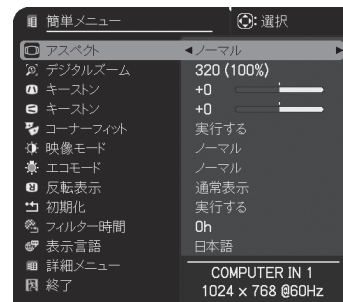 簡単メニュー :選択
アスペクト ノーマル
デジタルズーム 320 (100%)
キーストン +0
キーストン +0
コーナーフィット 実行する
映像モード ノーマル
エコモード ノーマル
反転表示 通常表示
初期化 実行する
フィルター時間 0h
表示言語 日本語
詳細メニュー
終了
COMPUTER IN 1
1024 x 768 @60Hz